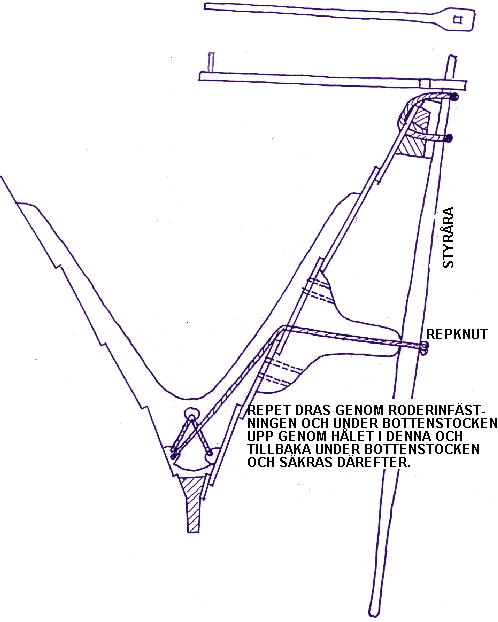 STYRÅRA
REPKNUT
REPET DRAS GENOM RODERINFÄST-
NINGEN OCH UNDER BOTTENSTOCKEN
UPP GENOM HÅLET I DENNA OCH
TILLBAKA UNDER BOTTENSTOCKEN
OCH SÄKRAS DÄREFTER.